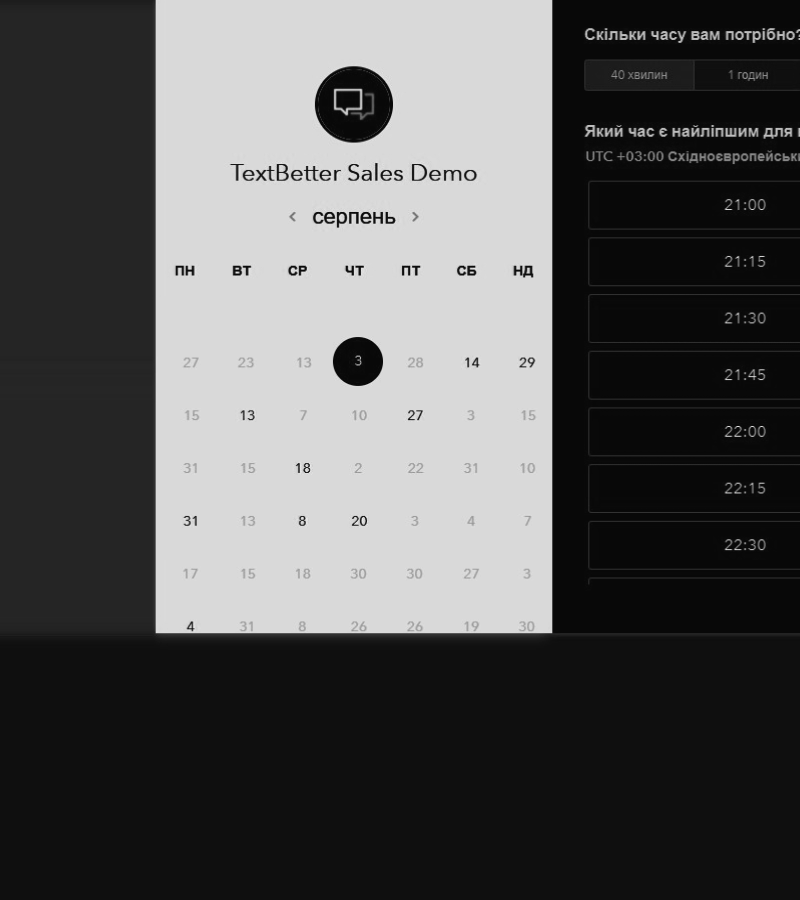 TextBetter Sales Demo
серпень
ПН ВТ СР ЧТ ПТ СБ НД
27 23 13 3 28 14 29
15 13 7 10 27 3 15
31 15 18 2 22 31 10
31 13 8 20 3 4 7
17 15 18 30 30 27 3
4 31 8 26 26 19 30
Скільки часу вам потрібно?
40 хвилин 1 годин
Який час є найліпшим для
UTC +03:00 Східноєвропейськ
21:00
21:15
21:30
21:45
22:00
22:15
22:30